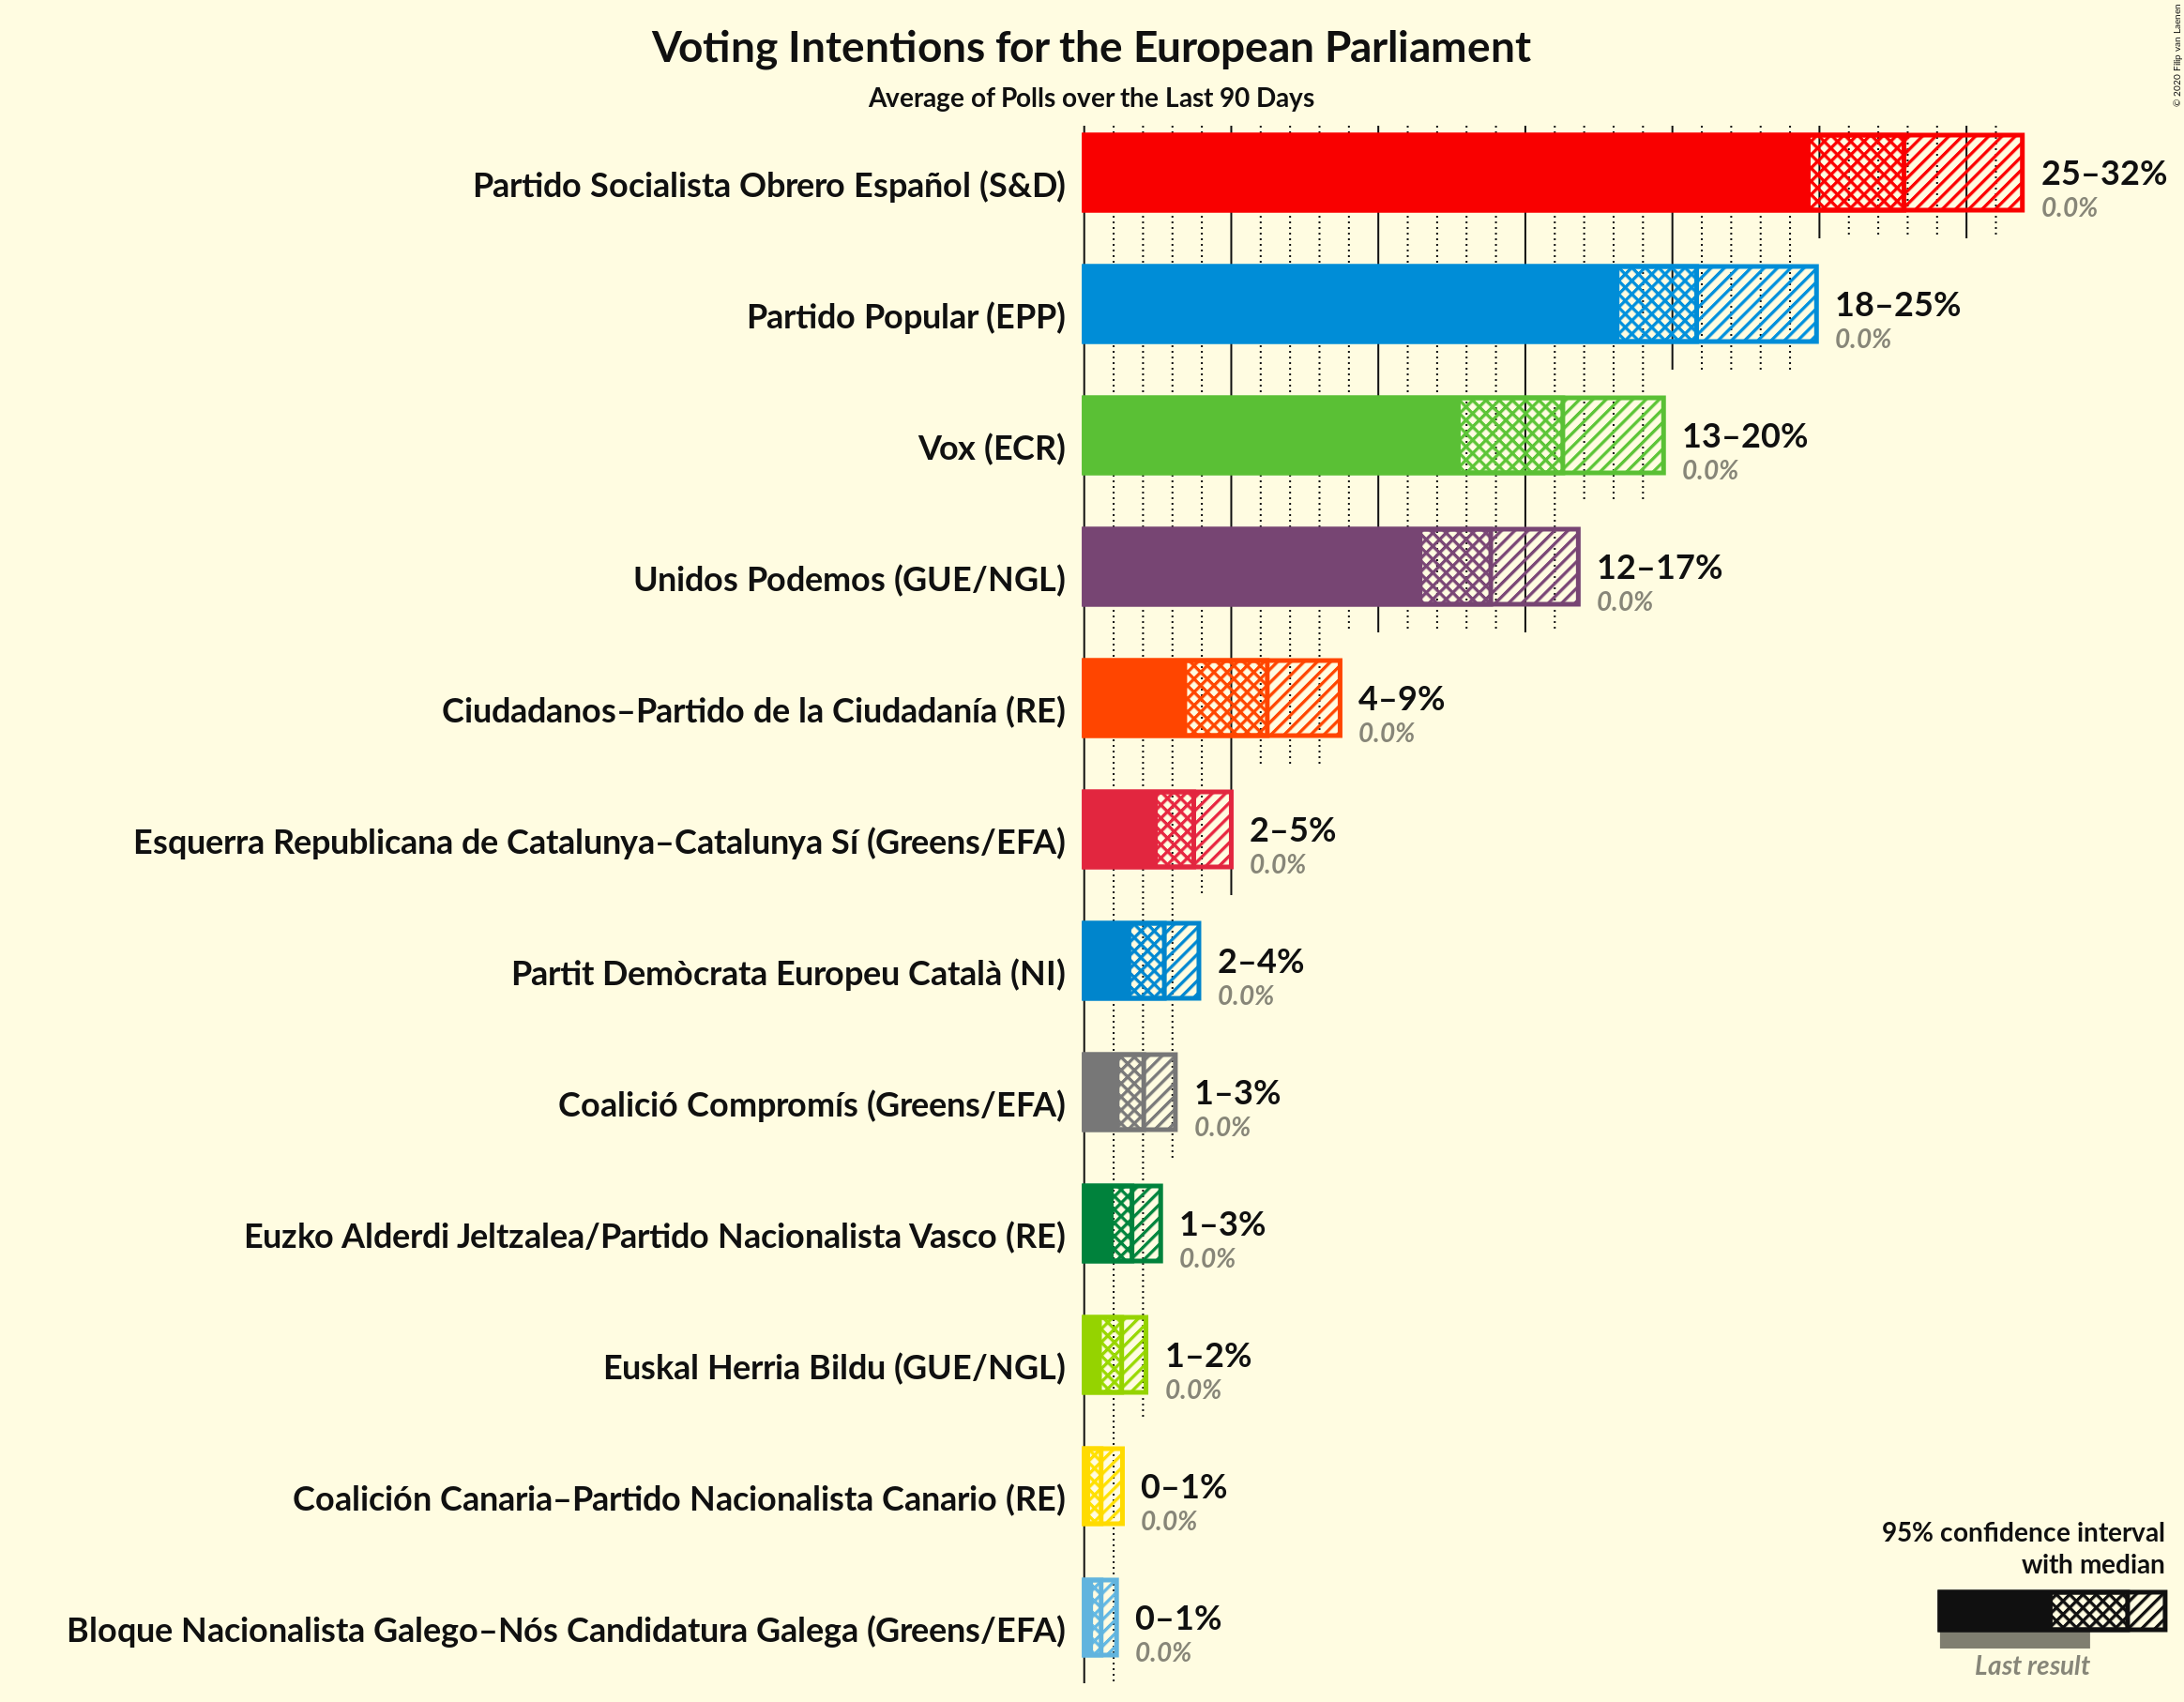 Voting Intentions for the European Parliament
Average of Polls over the Last 90 Days
© 2020 Filip van Laenen
Partido Socialista Obrero Español (S&D)
25–32%
0.0%
Partido Popular (EPP)
18–25%
0.0%
Vox (ECR)
13–20%
0.0%
Unidos Podemos (GUE/NGL)
12–17%
0.0%
Ciudadanos–Partido de la Ciudadanía (RE)
4–9%
0.0%
Esquerra Republicana de Catalunya–Catalunya Sí (Greens/EFA)
2–5%
0.0%
Partit Demòcrata Europeu Català (NI)
2–4%
0.0%
Coalició Compromís (Greens/EFA)
1–3%
0.0%
Euzko Alderdi Jeltzalea/Partido Nacionalista Vasco (RE)
1–3%
0.0%
Euskal Herria Bildu (GUE/NGL)
1–2%
0.0%
Coalición Canaria–Partido Nacionalista Canario (RE)
0–1%
0.0%
Bloque Nacionalista Galego–Nós Candidatura Galega (Greens/EFA)
0–1%
0.0%
95% confidence interval
with median
Last result